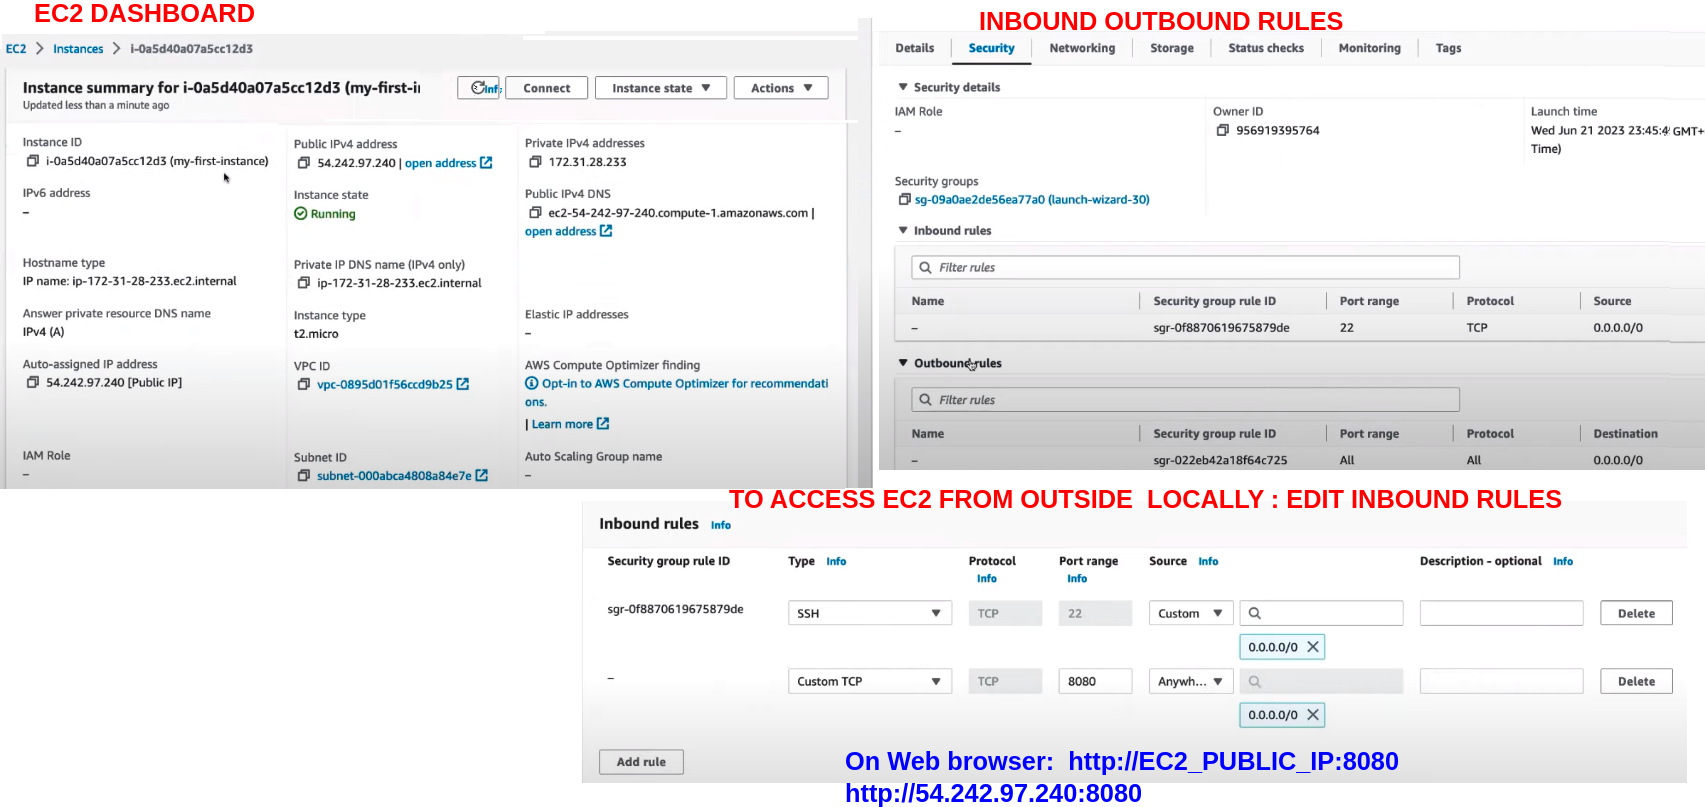 EC2 DASHBOARD
EC2 > Instances > i-0a5d40a07a5cc12d3
Instance summary for i-0a5d40a07a5cc12d3 (my-first-i
Info
Connect
Instance state
Actions
Updated less than a minute ago
Instance ID
i-0a5d40a07a5cc12d3 (my-first-instance)
Public IPv4 address
54.242.97.240 | open address
Private IPv4 addresses
172.31.28.233
IPv6 address
–
Instance state
Running
Public IPv4 DNS
ec2-54-242-97-240.compute-1.amazonaws.com |
open address
Hostname type
IP name: ip-172-31-28-233.ec2.internal
Private IP DNS name (IPv4 only)
ip-172-31-28-233.ec2.internal
Answer private resource DNS name
IPv4 (A)
Instance type
t2.micro
Elastic IP addresses
–
Auto-assigned IP address
54.242.97.240 [Public IP]
VPC ID
vpc-0895d01f56ccd9b25
AWS Compute Optimizer finding
Opt-in to AWS Compute Optimizer for recommendati
ons.
| Learn more
IAM Role
–
Subnet ID
subnet-000abca4808a84e7e
Auto Scaling Group name
–
INBOUND OUTBOUND RULES
Details Security Networking Storage Status checks Monitoring Tags
Security details
IAM Role
–
Owner ID
956919395764
Launch time
Wed Jun 21 2023 23:45:4 GMT+
Time)
Security groups
sg-09a0ae2de56ea77a0 (launch-wizard-30)
Inbound rules
Filter rules
Name Security group rule ID Port range Protocol Source
– sgr-0f8870619675879de 22 TCP 0.0.0.0/0
Outbound rules
Filter rules
Name Security group rule ID Port range Protocol Destination
– sgr-022eb42a18f64c725 All All 0.0.0.0/0
TO ACCESS EC2 FROM OUTSIDE LOCALLY : EDIT INBOUND RULES
Inbound rules Info
Security group rule ID Type Info Protocol Info Port range Info Source Info Description - optional Info
sgr-0f8870619675879de SSH TCP 22 Custom Delete
0.0.0.0/0
– Custom TCP TCP 8080 Anywh... Delete
0.0.0.0/0
Add rule
On Web browser: http://EC2_PUBLIC_IP:8080
http://54.242.97.240:8080